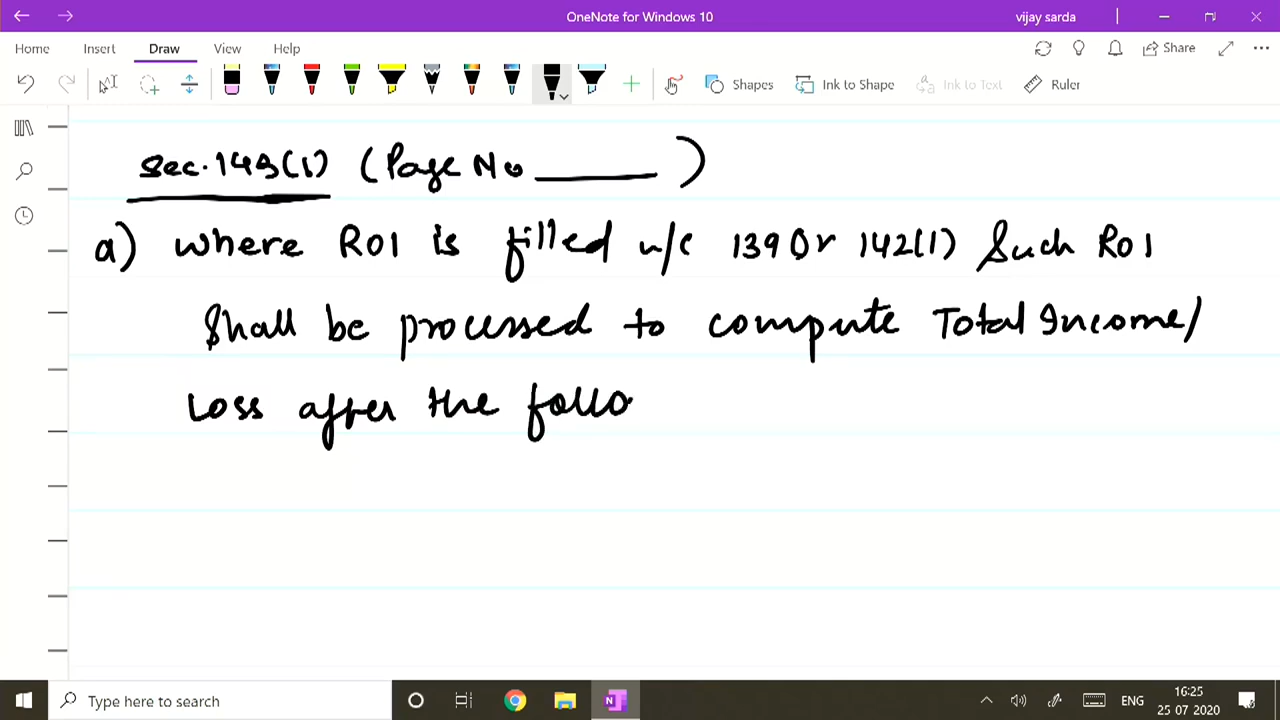 OneNote for Windows 10
vijay sarda
Home Insert Draw View Help
Share
Shapes Ink to Shape Ink to Text Ruler
Sec. 143(1) (Page No ______ )
a) where ROI is filled u/c 139 Or 142(1) Such ROI
Shall be processed to compute Total Income/
Loss after the follo
Type here to search
ENG
16:25
25 07 2020